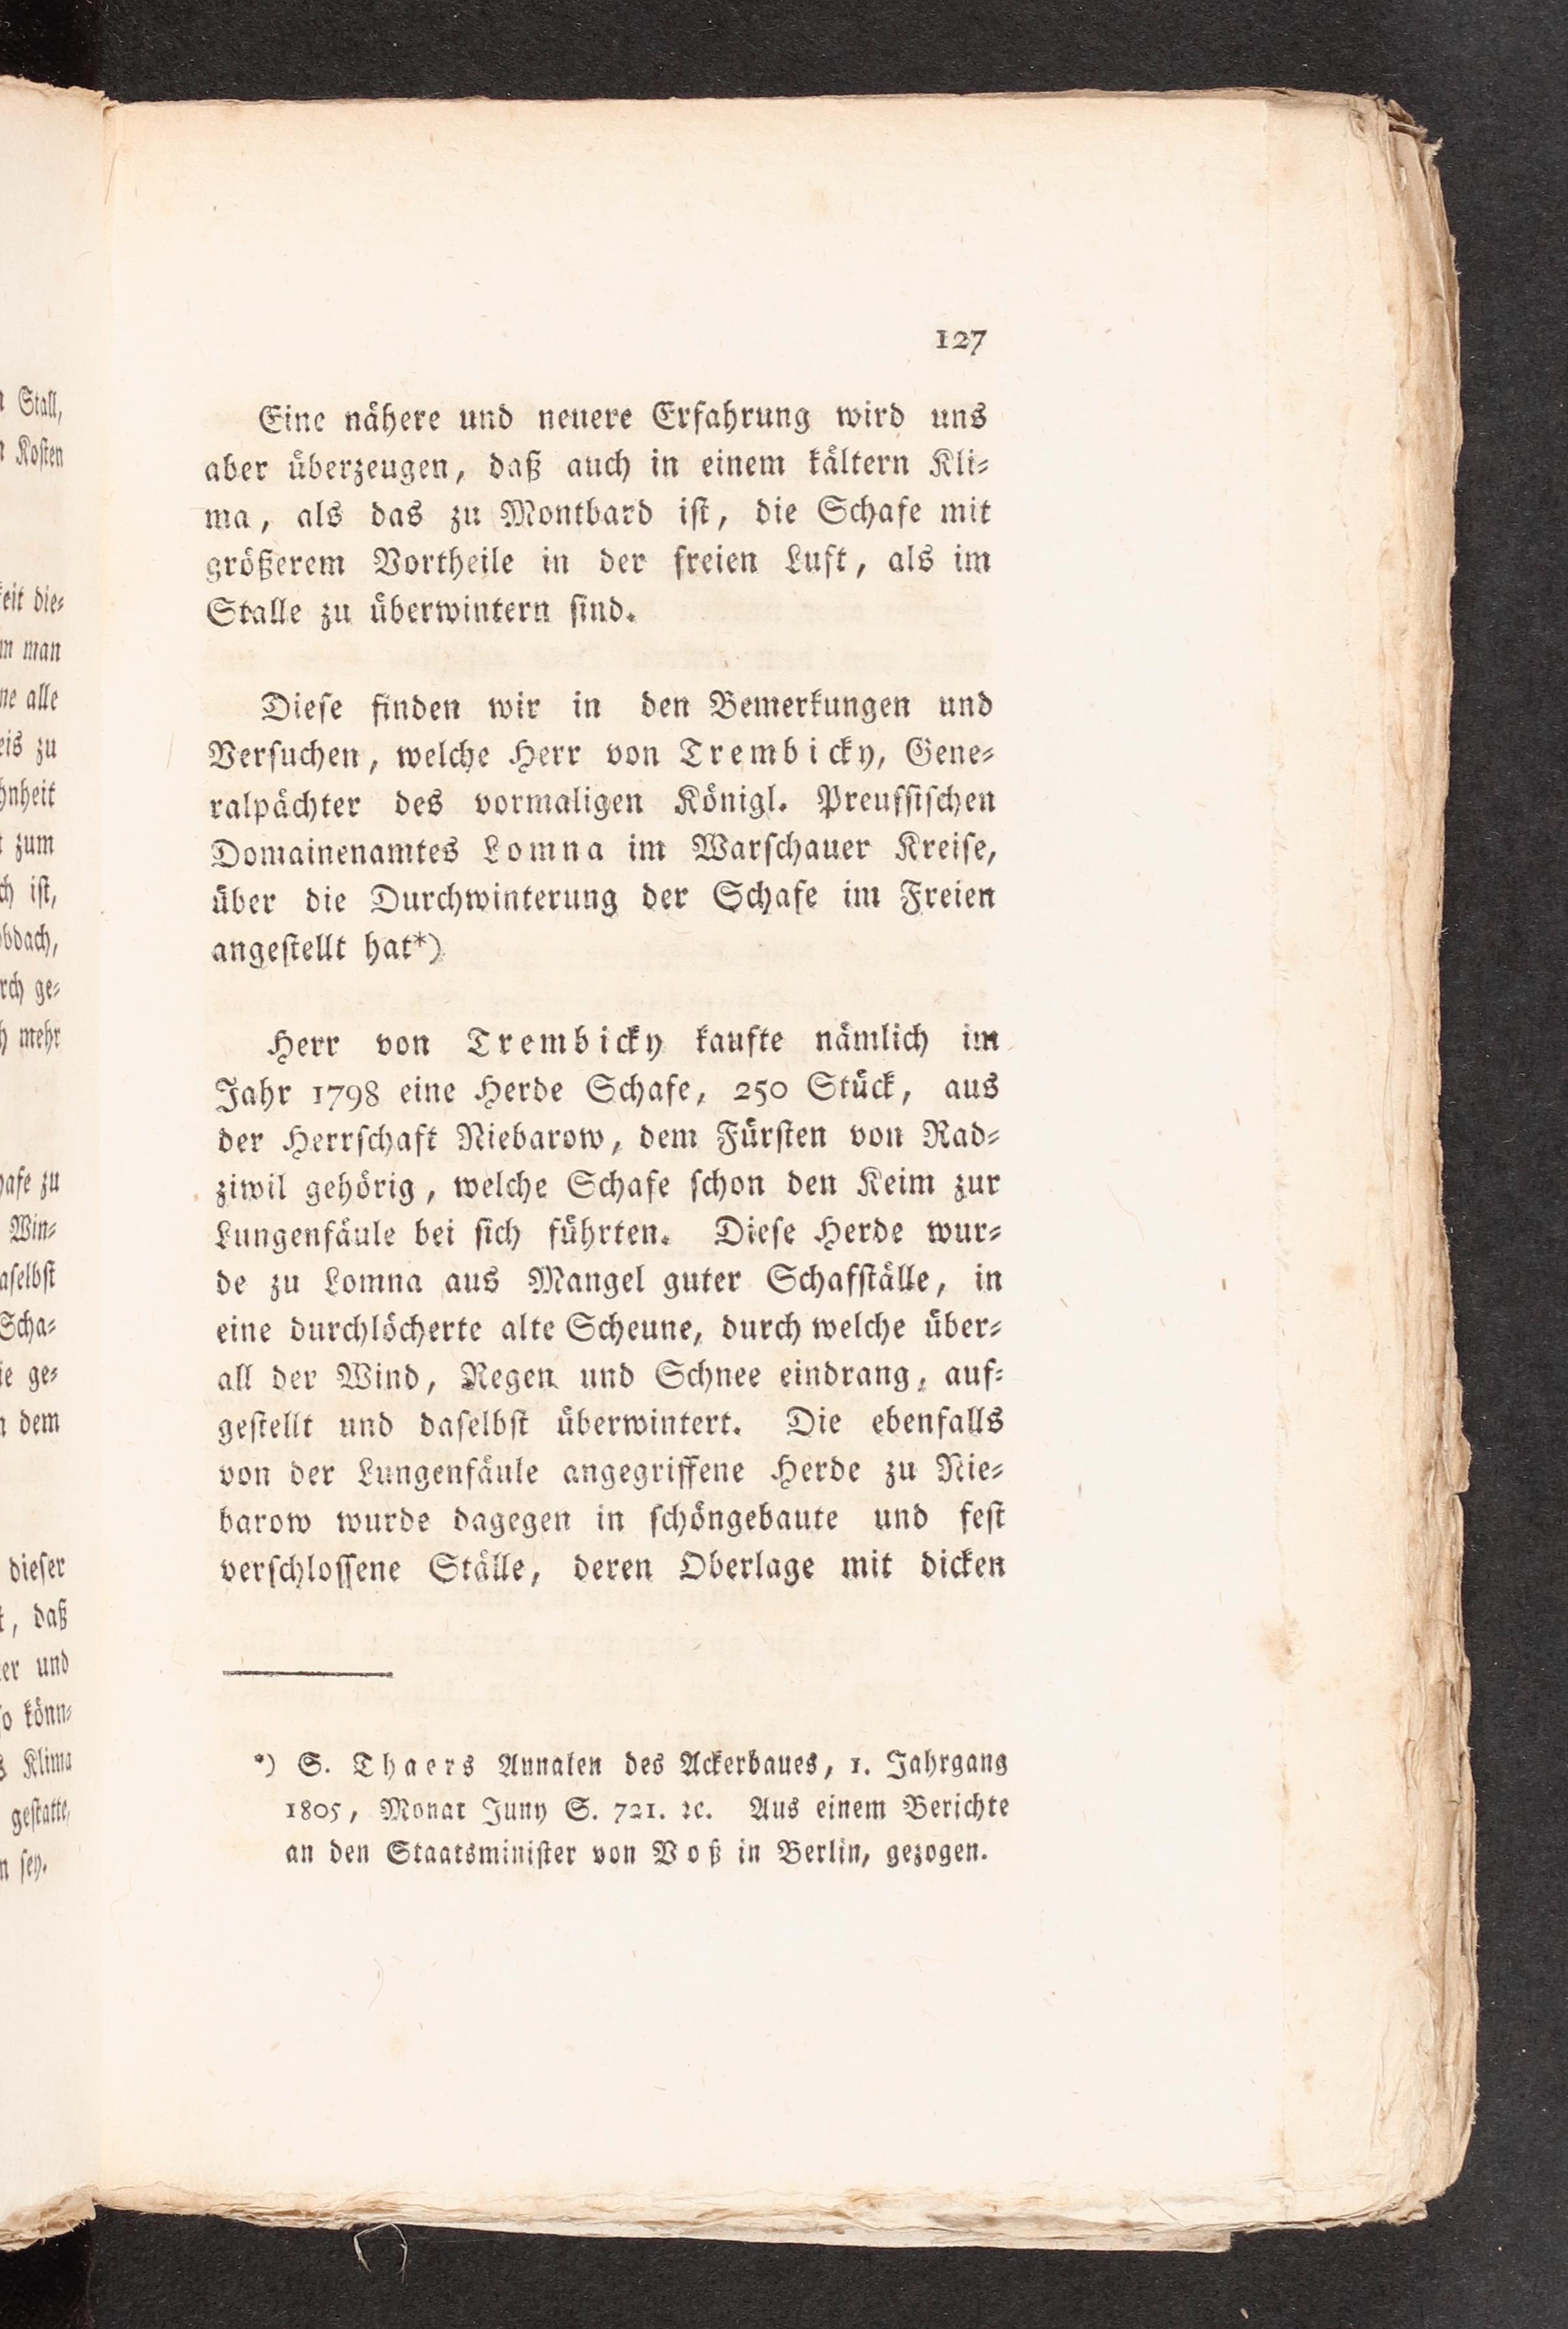 127
Eine nähere und neuere Erfahrung wird uns
aber überzeugen, daß auch in einem kältern Kli-
ma, als das zu Montbard iſt, die Schafe mit
größerem Vortheile in der freien Luft, als im
Stalle zu überwintern ſind.
Dieſe finden wir in den Bemerkungen und
Verſuchen, welche Herr von Trembicky, Gene-
ralpächter des vormaligen Königl. Preuſſiſchen
Domainenamtes Lomna im Warſchauer Kreiſe,
über die Durchwinterung der Schafe im Freien
angeſtellt hat*)
Herr von Trembicky kaufte nämlich im
Jahr 1798 eine Herde Schafe, 250 Stück, aus
der Herrſchaft Niebarow, dem Fürſten von Rad-
ziwil gehörig, welche Schafe ſchon den Keim zur
Lungenfäule bei ſich führten. Dieſe Herde wur-
de zu Lomna aus Mangel guter Schafſtälle, in
eine durchlöcherte alte Scheune, durch welche über-
all der Wind, Regen und Schnee eindrang, auf-
geſtellt und daſelbſt überwintert. Die ebenfalls
von der Lungenfäule angegriffene Herde zu Nie-
barow wurde dagegen in ſchöngebaute und feſt
verſchloſſene Ställe, deren Oberlage mit dicken
*) S. Thaers Annalen des Ackerbaues, 1. Jahrgang
1805, Monat Juny S. 721. ꝛc. Aus einem Berichte
an den Staatsminiſter von Voß in Berlin, gezogen.